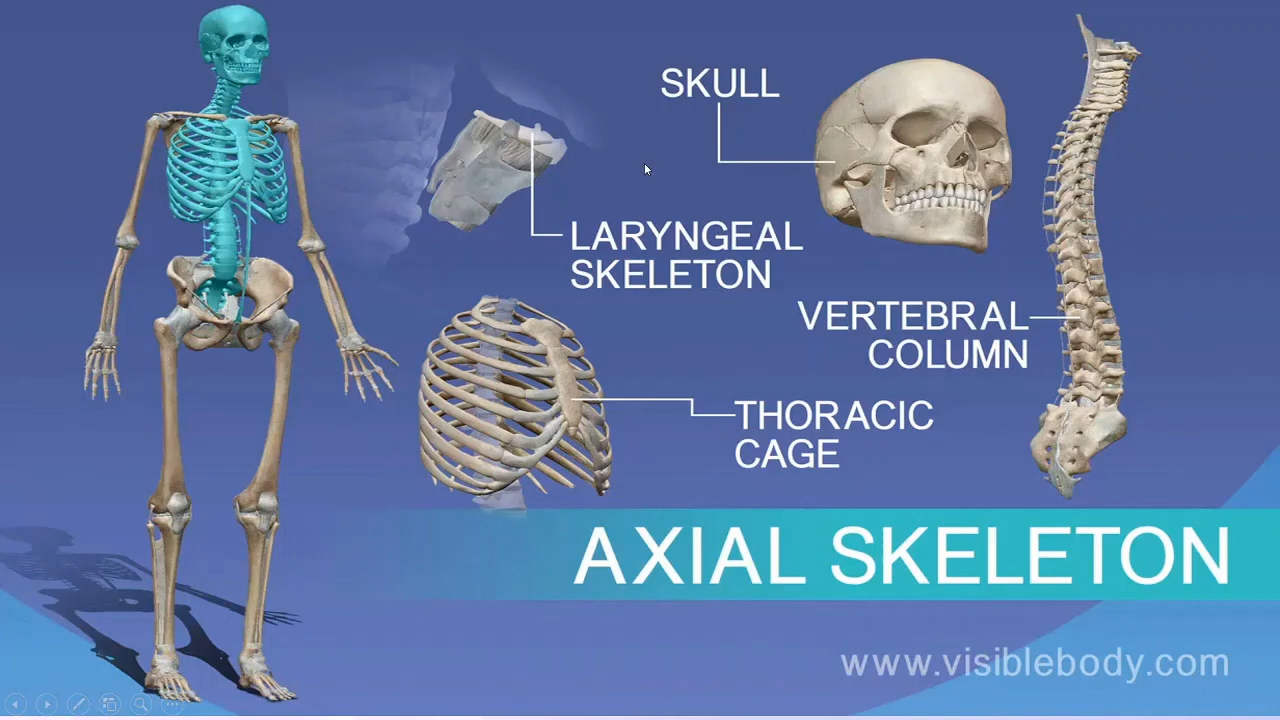 SKULL
LARYNGEAL
SKELETON
VERTEBRAL
COLUMN
THORACIC
CAGE
AXIAL SKELETON
www.visiblebody.com